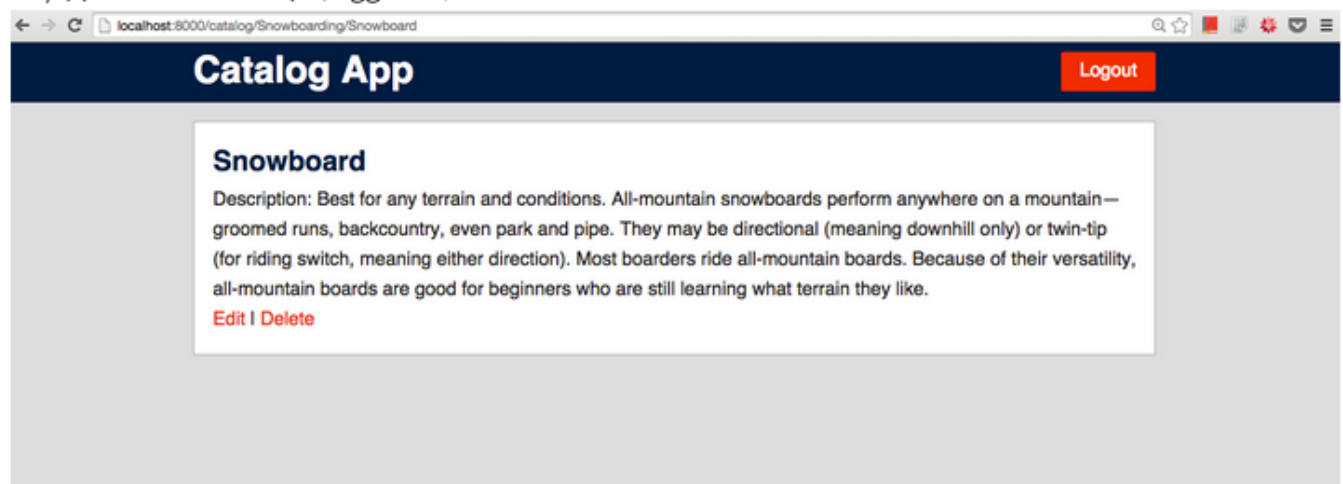 localhost:8000/catalog/Snowboarding/Snowboard
Catalog App
Logout
Snowboard
Description: Best for any terrain and conditions. All-mountain snowboards perform anywhere on a mountain—
groomed runs, backcountry, even park and pipe. They may be directional (meaning downhill only) or twin-tip
(for riding switch, meaning either direction). Most boarders ride all-mountain boards. Because of their versatility,
all-mountain boards are good for beginners who are still learning what terrain they like.
Edit | Delete